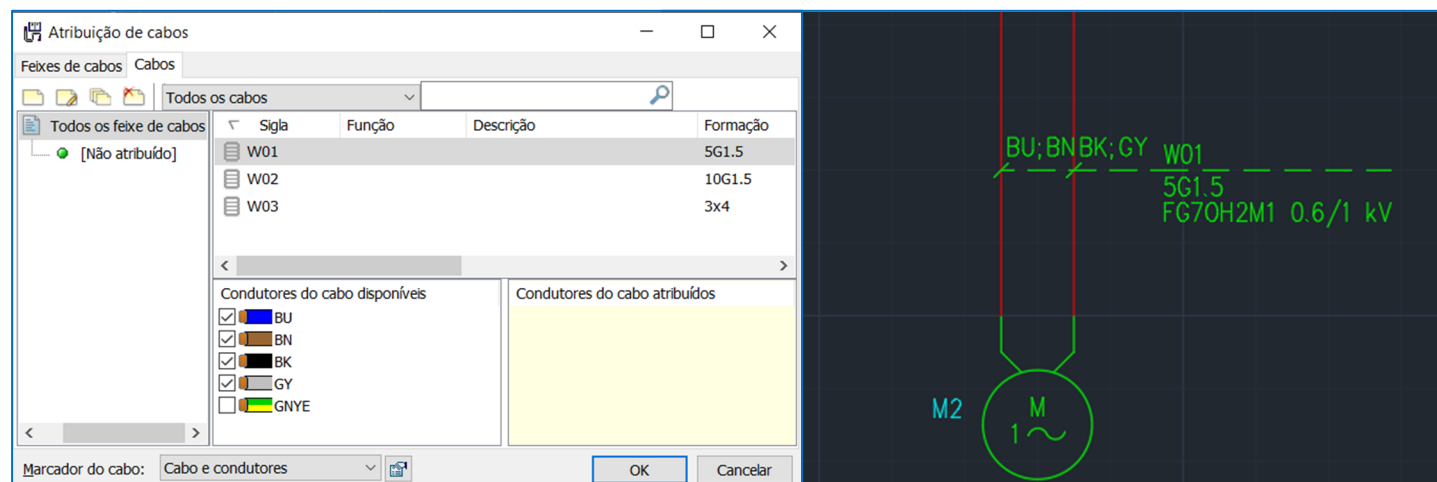 Atribuição de cabos
Feixes de cabos Cabos
Todos os cabos
Todos os feixe de cabos
[Não atribuído]
Sigla Função Descrição Formação
W01 5G1.5
W02 10G1.5
W03 3x4
Condutores do cabo disponíveis
BU
BN
BK
GY
GNYE
Condutores do cabo atribuídos
Marcador do cabo: Cabo e condutores
OK Cancelar
BU;BN BK;GY W01
5G1.5
FG7OH2M1 0.6/1 kV
M2
M
1